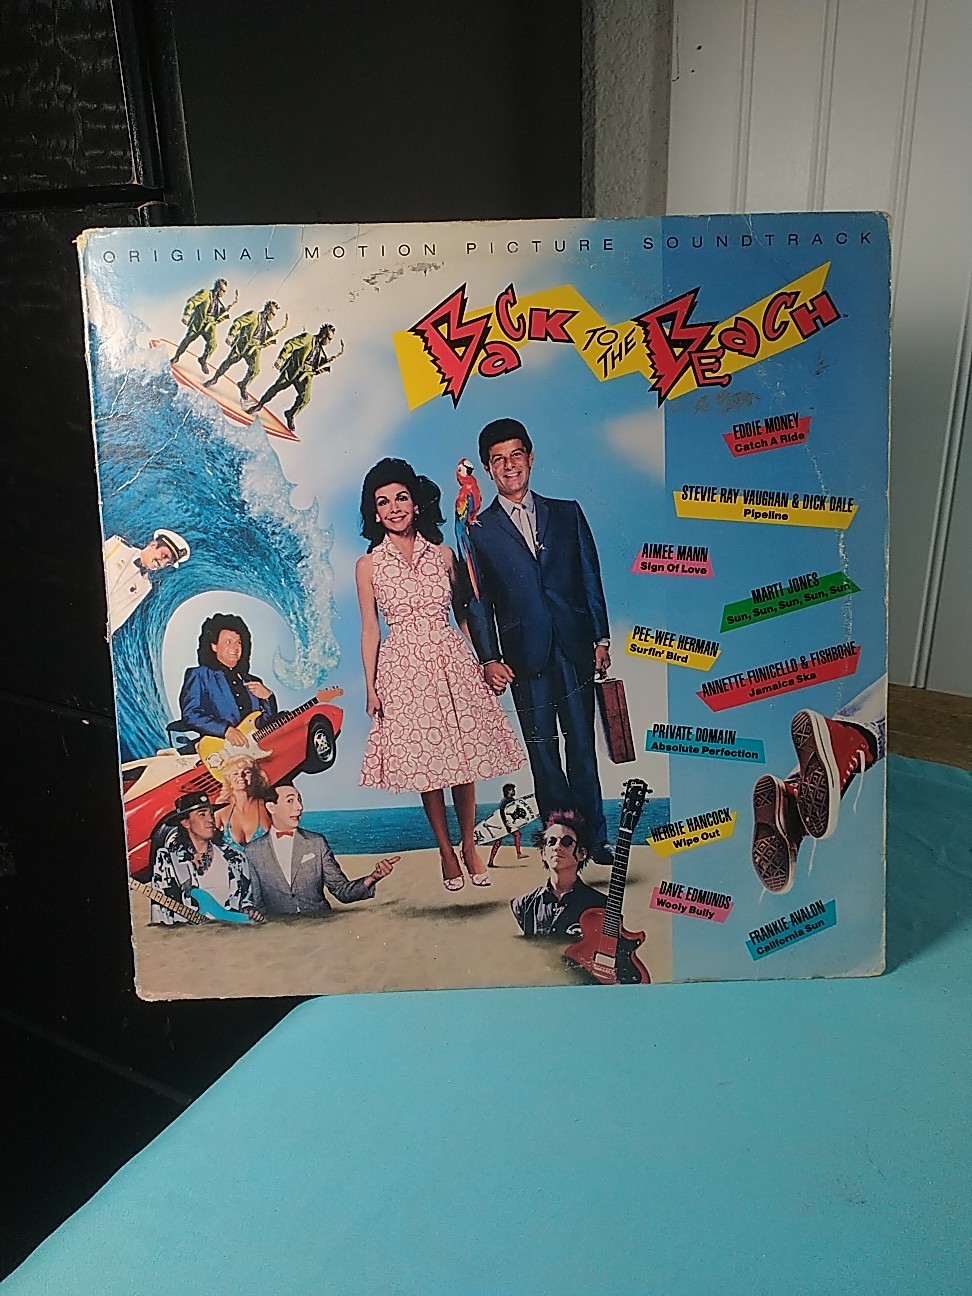 ORIGINAL MOTION PICTURE SOUNDTRACK
BACK TO THE BEACH
EDDIE MONEY
Catch A Ride
STEVIE RAY VAUGHAN & DICK DALE
Pipeline
AIMEE MANN
Sign Of Love
MARTI JONES
Sun, Sun, Sun, Sun, Sun
PEE-WEE HERMAN
Surfin' Bird
ANNETTE FUNICELLO & FISHBONE
Jamaica Ska
PRIVATE DOMAIN
Absolute Perfection
HERBIE HANCOCK
Wipe Out
DAVE EDMUNDS
Wooly Bully
FRANKIE AVALON
California Sun